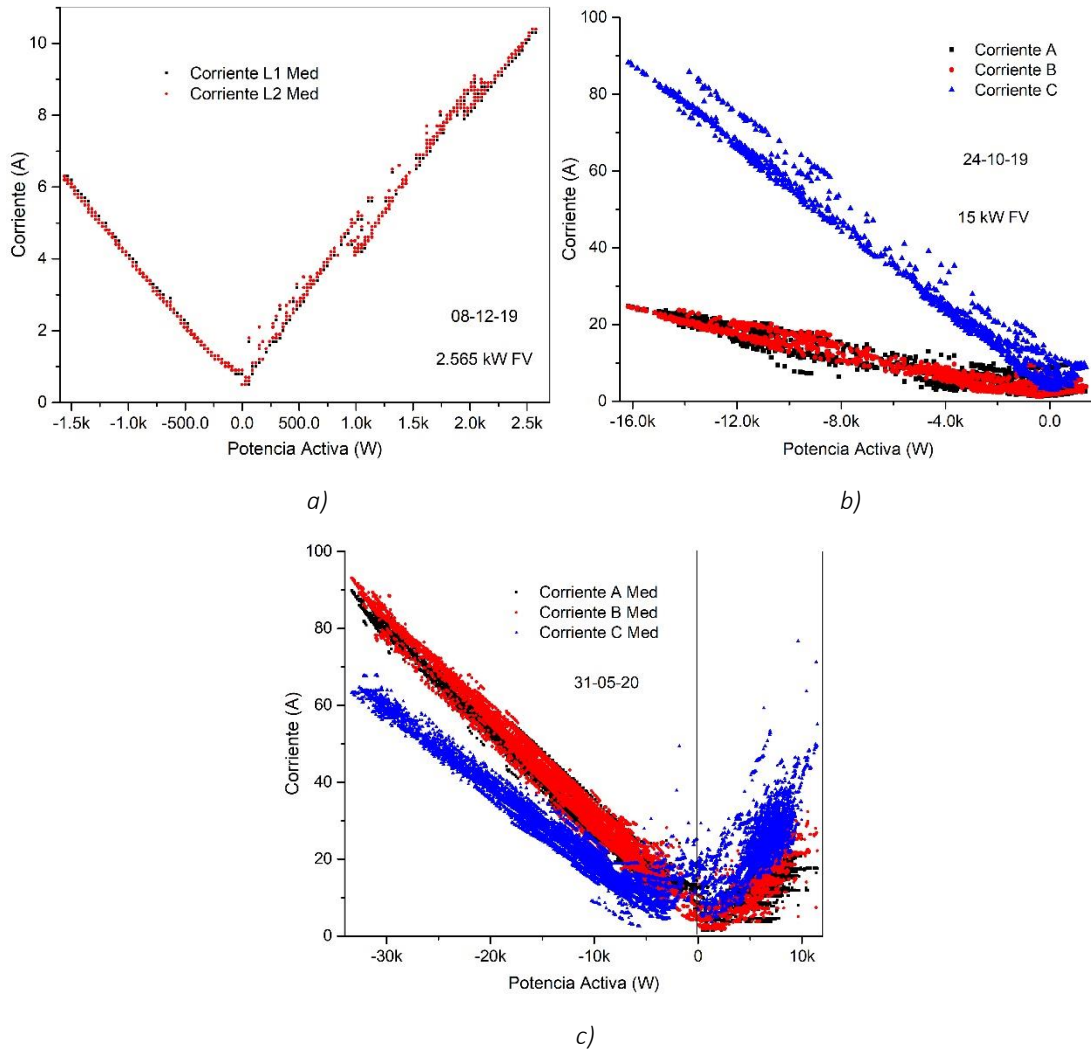 10
8
6
4
2
0
Corriente (A)
Corriente L1 Med
Corriente L2 Med
08-12-19
2.565 kW FV
-1.5k -1.0k -500.0 0.0 500.0 1.0k 1.5k 2.0k 2.5k
Potencia Activa (W)
a)
100
80
60
40
20
0
Corriente (A)
Corriente A
Corriente B
Corriente C
24-10-19
15 kW FV
-16.0k -12.0k -8.0k -4.0k 0.0
Potencia Activa (W)
b)
100
80
60
40
20
0
Corriente (A)
Corriente A Med
Corriente B Med
Corriente C Med
31-05-20
-30k -20k -10k 0 10k
Potencia Activa (W)
c)